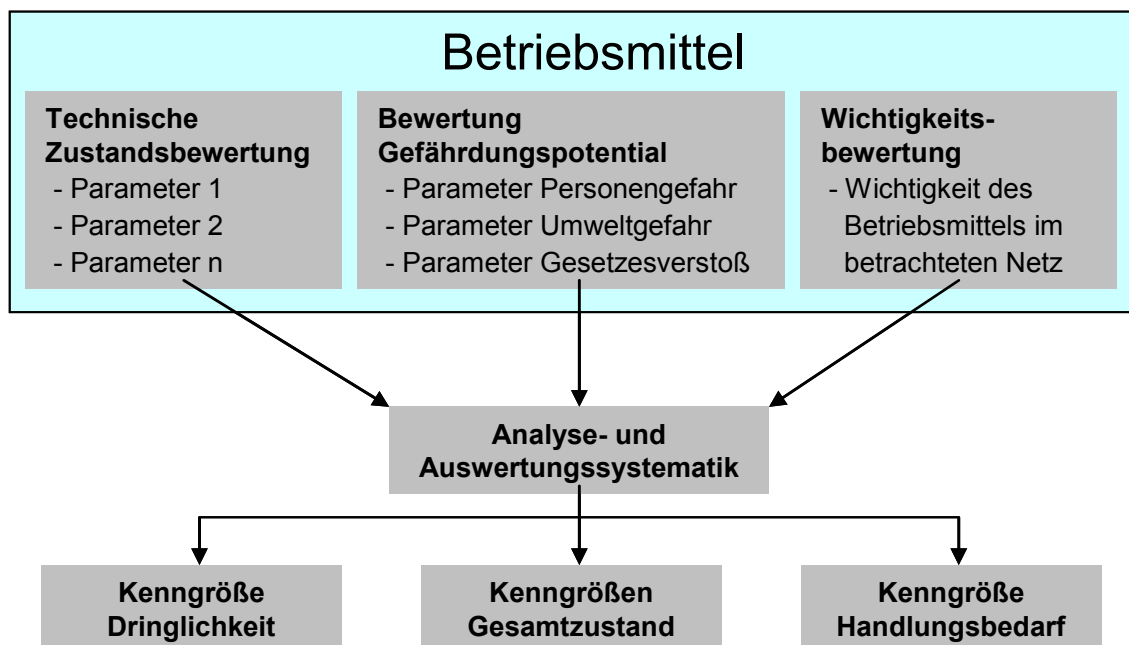 Betriebsmittel
Technische
Zustandsbewertung
- Parameter 1
- Parameter 2
- Parameter n
Bewertung
Gefährdungspotential
- Parameter Personengefahr
- Parameter Umweltgefahr
- Parameter Gesetzesverstoß
Wichtigkeits-
bewertung
- Wichtigkeit des
Betriebsmittels im
betrachteten Netz
Analyse- und
Auswertungssystematik
Kenngröße
Dringlichkeit
Kenngrößen
Gesamtzustand
Kenngröße
Handlungsbedarf